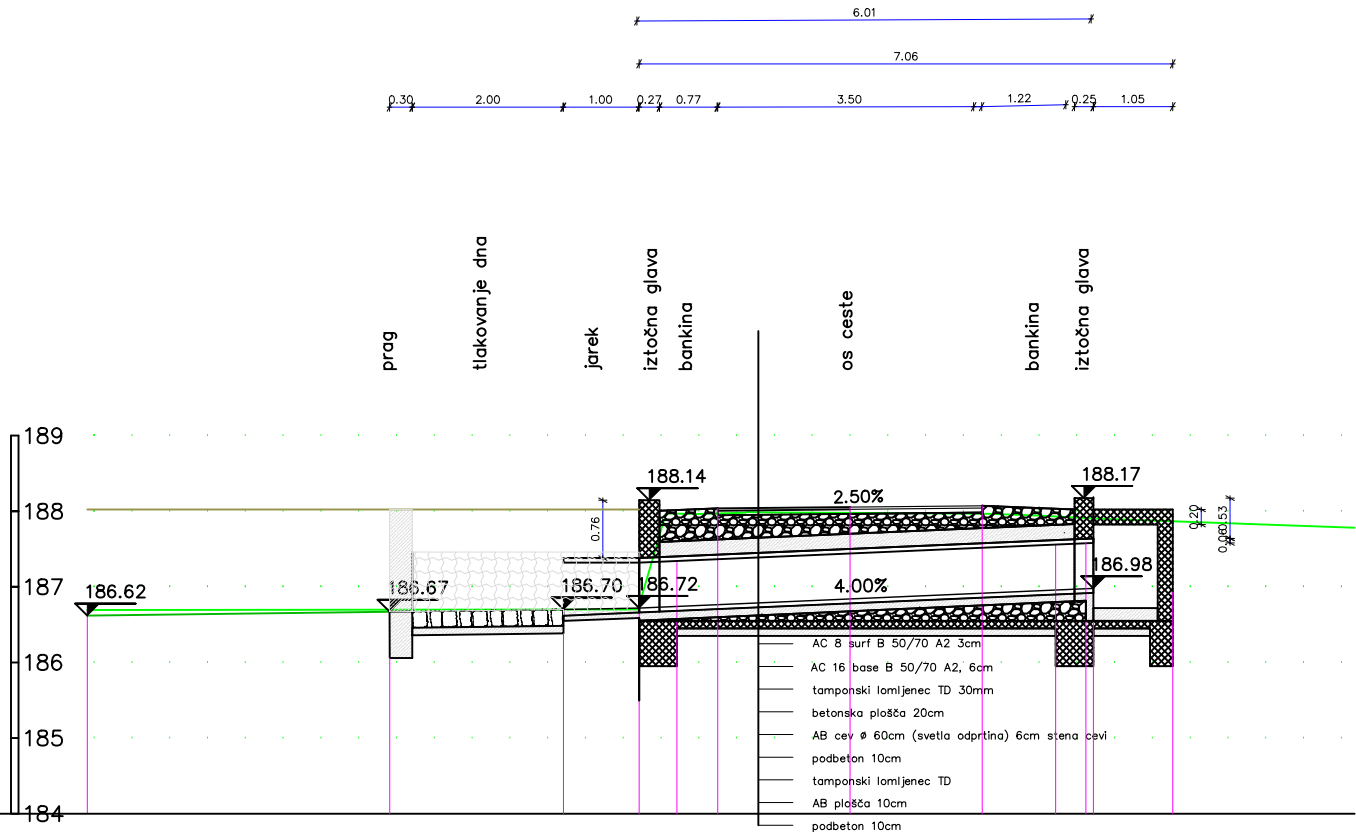 6.01
7.06
0.30 2.00 1.00 0.27 0.77 3.50 1.22 0.25 1.05
prag
tlakovanje dna
jarek
iztočna glava
bankina
os ceste
bankina
iztočna glava
189
188
187
186
185
184
188.14
188.17
2.50%
0.76
0.20
0.53
0.06
186.62
186.67
186.70
186.72
4.00%
186.98
AC 8 surf B 50/70 A2 3cm
AC 16 base B 50/70 A2, 6cm
tamponski lomljenec TD 30mm
betonska plošča 20cm
AB cev ø 60cm (svetla odprtina) 6cm stena cevi
podbeton 10cm
tamponski lomljenec TD
AB plošča 10cm
podbeton 10cm